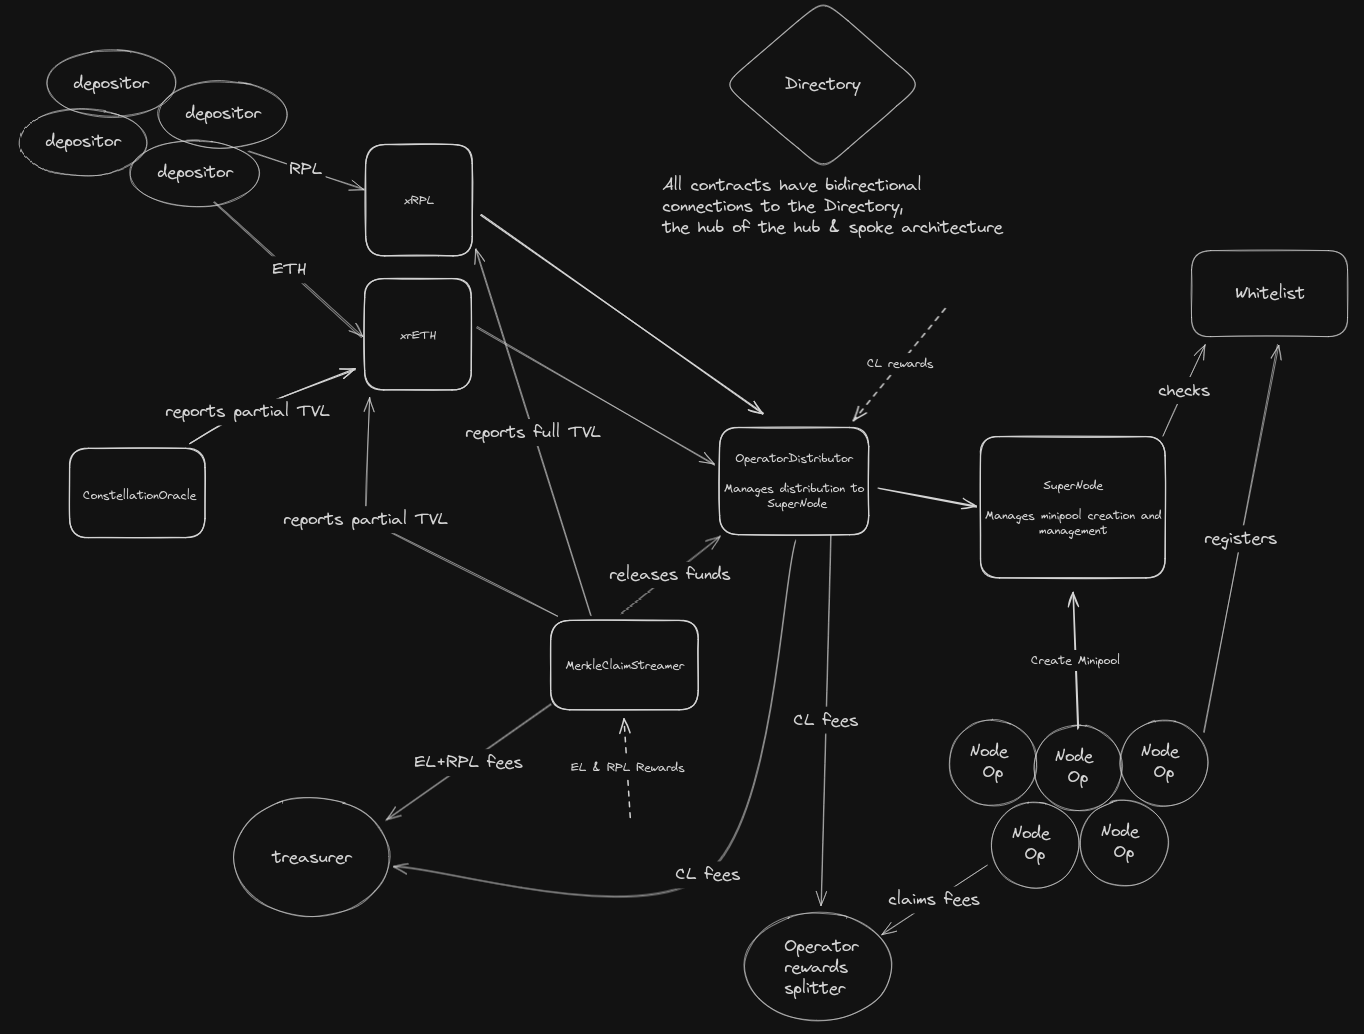 Directory
depositor
depositor
depositor
depositor
RPL
xRPL
All contracts have bidirectional
connections to the Directory,
the hub of the hub & spoke architecture
ETH
xrETH
Whitelist
CL rewards
checks
reports partial TVL
reports full TVL
OperatorDistributor
Manages distribution to
SuperNode
SuperNode
Manages minipool creation and
management
ConstellationOracle
reports partial TVL
registers
releases funds
MerkleClaimStreamer
Create Minipool
CL fees
EL+RPL fees
EL & RPL Rewards
Node
Op
Node
Op
Node
Op
Node
Op
Node
Op
treasurer
CL fees
claims fees
Operator
rewards
splitter